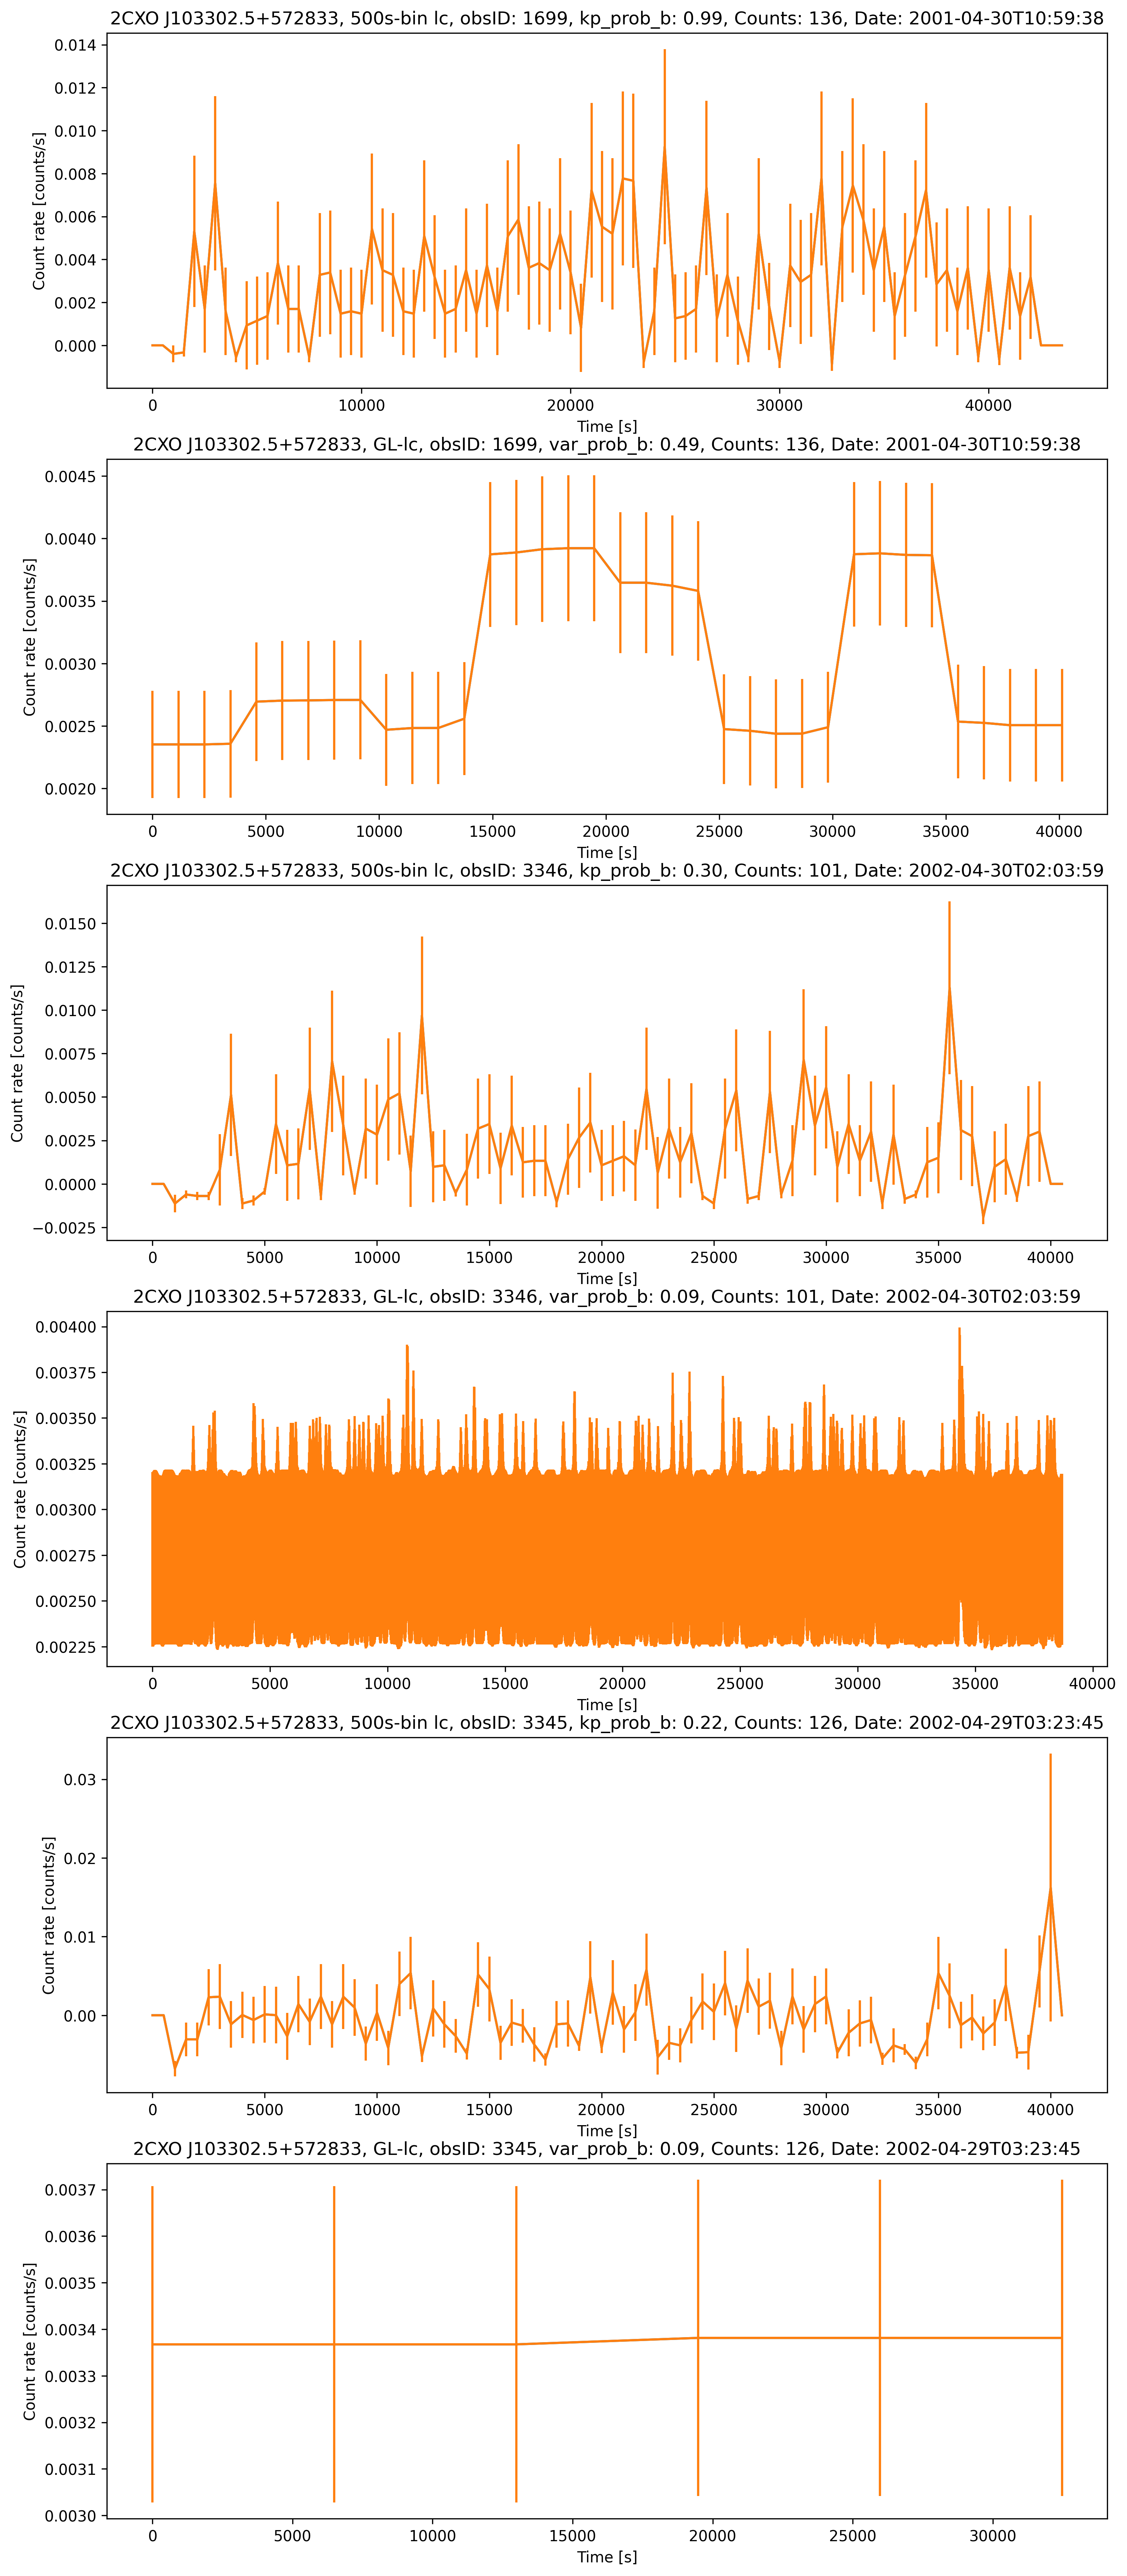 2CXO J103302.5+572833, 500s-bin lc, obsID: 1699, kp_prob_b: 0.99, Counts: 136, Date: 2001-04-30T10:59:38
0.014
0.012
0.010
0.008
0.006
0.004
0.002
0.000
Count rate [counts/s]
0 10000 20000 30000 40000
Time [s]
2CXO J103302.5+572833, GL-lc, obsID: 1699, var_prob_b: 0.49, Counts: 136, Date: 2001-04-30T10:59:38
0.0045
0.0040
0.0035
0.0030
0.0025
0.0020
Count rate [counts/s]
0 5000 10000 15000 20000 25000 30000 35000 40000
Time [s]
2CXO J103302.5+572833, 500s-bin lc, obsID: 3346, kp_prob_b: 0.30, Counts: 101, Date: 2002-04-30T02:03:59
0.0150
0.0125
0.0100
0.0075
0.0050
0.0025
0.0000
−0.0025
Count rate [counts/s]
0 5000 10000 15000 20000 25000 30000 35000 40000
Time [s]
2CXO J103302.5+572833, GL-lc, obsID: 3346, var_prob_b: 0.09, Counts: 101, Date: 2002-04-30T02:03:59
0.00400
0.00375
0.00350
0.00325
0.00300
0.00275
0.00250
0.00225
Count rate [counts/s]
0 5000 10000 15000 20000 25000 30000 35000 40000
Time [s]
2CXO J103302.5+572833, 500s-bin lc, obsID: 3345, kp_prob_b: 0.22, Counts: 126, Date: 2002-04-29T03:23:45
0.03
0.02
0.01
0.00
Count rate [counts/s]
0 5000 10000 15000 20000 25000 30000 35000 40000
Time [s]
2CXO J103302.5+572833, GL-lc, obsID: 3345, var_prob_b: 0.09, Counts: 126, Date: 2002-04-29T03:23:45
0.0037
0.0036
0.0035
0.0034
0.0033
0.0032
0.0031
0.0030
Count rate [counts/s]
0 5000 10000 15000 20000 25000 30000
Time [s]